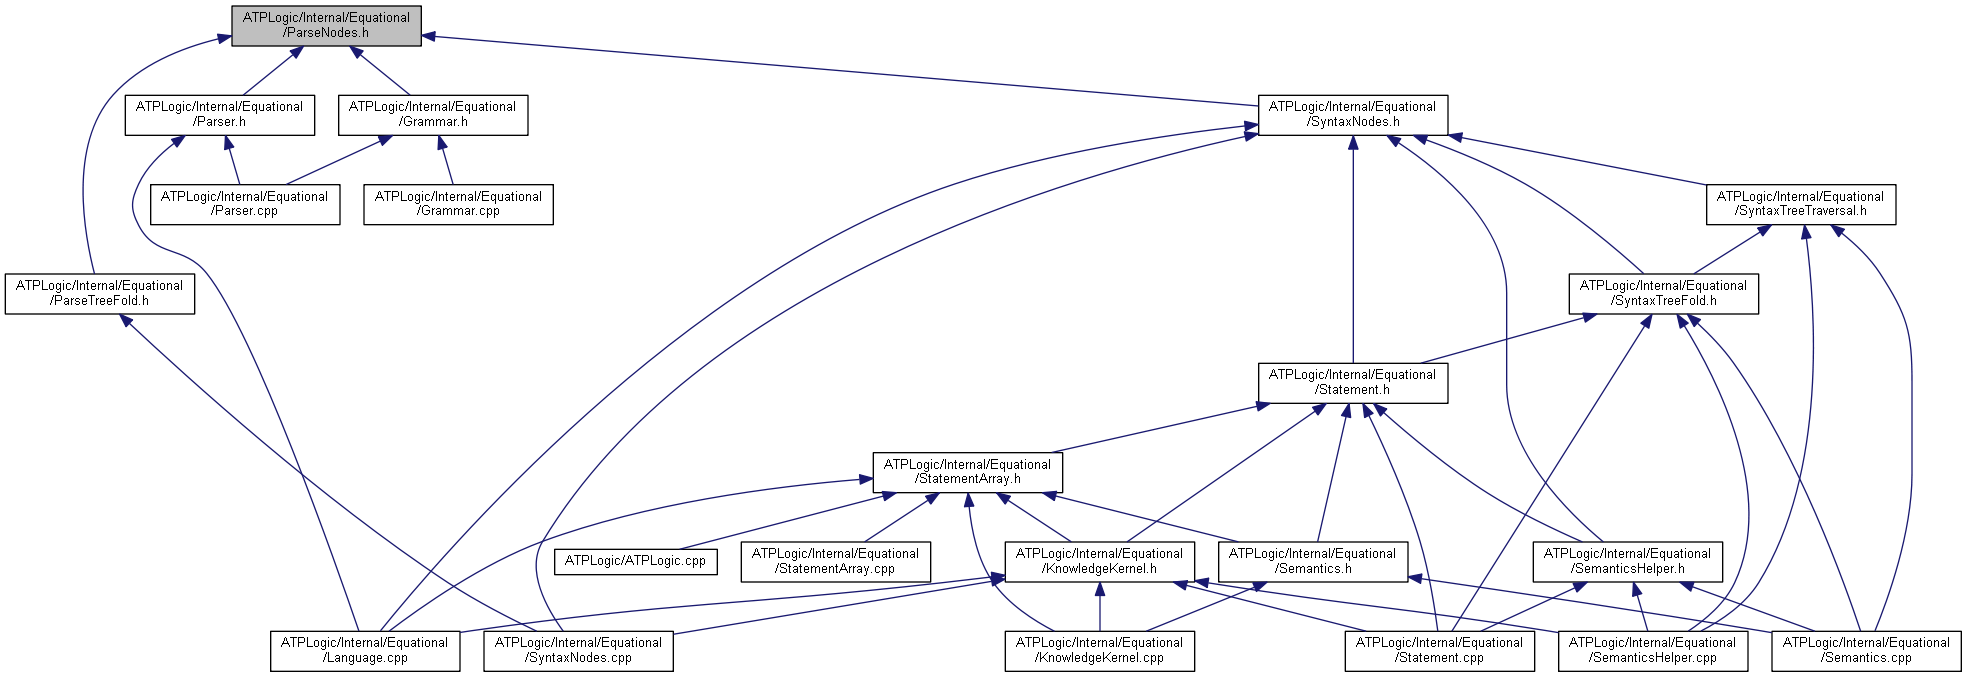 ATPLogic/Internal/Equational
/ParseNodes.h
ATPLogic/Internal/Equational
/Parser.h
ATPLogic/Internal/Equational
/Grammar.h
ATPLogic/Internal/Equational
/SyntaxNodes.h
ATPLogic/Internal/Equational
/Parser.cpp
ATPLogic/Internal/Equational
/Grammar.cpp
ATPLogic/Internal/Equational
/SyntaxTreeTraversal.h
ATPLogic/Internal/Equational
/ParseTreeFold.h
ATPLogic/Internal/Equational
/SyntaxTreeFold.h
ATPLogic/Internal/Equational
/Statement.h
ATPLogic/Internal/Equational
/StatementArray.h
ATPLogic/ATPLogic.cpp
ATPLogic/Internal/Equational
/StatementArray.cpp
ATPLogic/Internal/Equational
/KnowledgeKernel.h
ATPLogic/Internal/Equational
/Semantics.h
ATPLogic/Internal/Equational
/SemanticsHelper.h
ATPLogic/Internal/Equational
/Language.cpp
ATPLogic/Internal/Equational
/SyntaxNodes.cpp
ATPLogic/Internal/Equational
/KnowledgeKernel.cpp
ATPLogic/Internal/Equational
/Statement.cpp
ATPLogic/Internal/Equational
/SemanticsHelper.cpp
ATPLogic/Internal/Equational
/Semantics.cpp